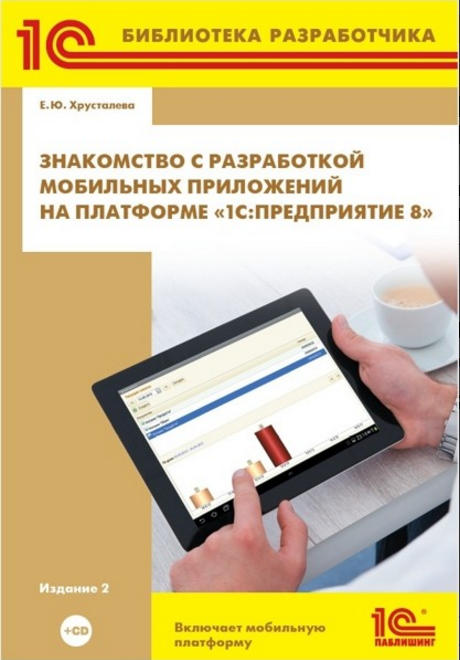 1С БИБЛИОТЕКА РАЗРАБОТЧИКА
Е.Ю. Хрусталева
ЗНАКОМСТВО С РАЗРАБОТКОЙ
МОБИЛЬНЫХ ПРИЛОЖЕНИЙ
НА ПЛАТФОРМЕ «1С:ПРЕДПРИЯТИЕ 8»
Издание 2
+CD
Включает мобильную
платформу
1С®
ПАБЛИШИНГ